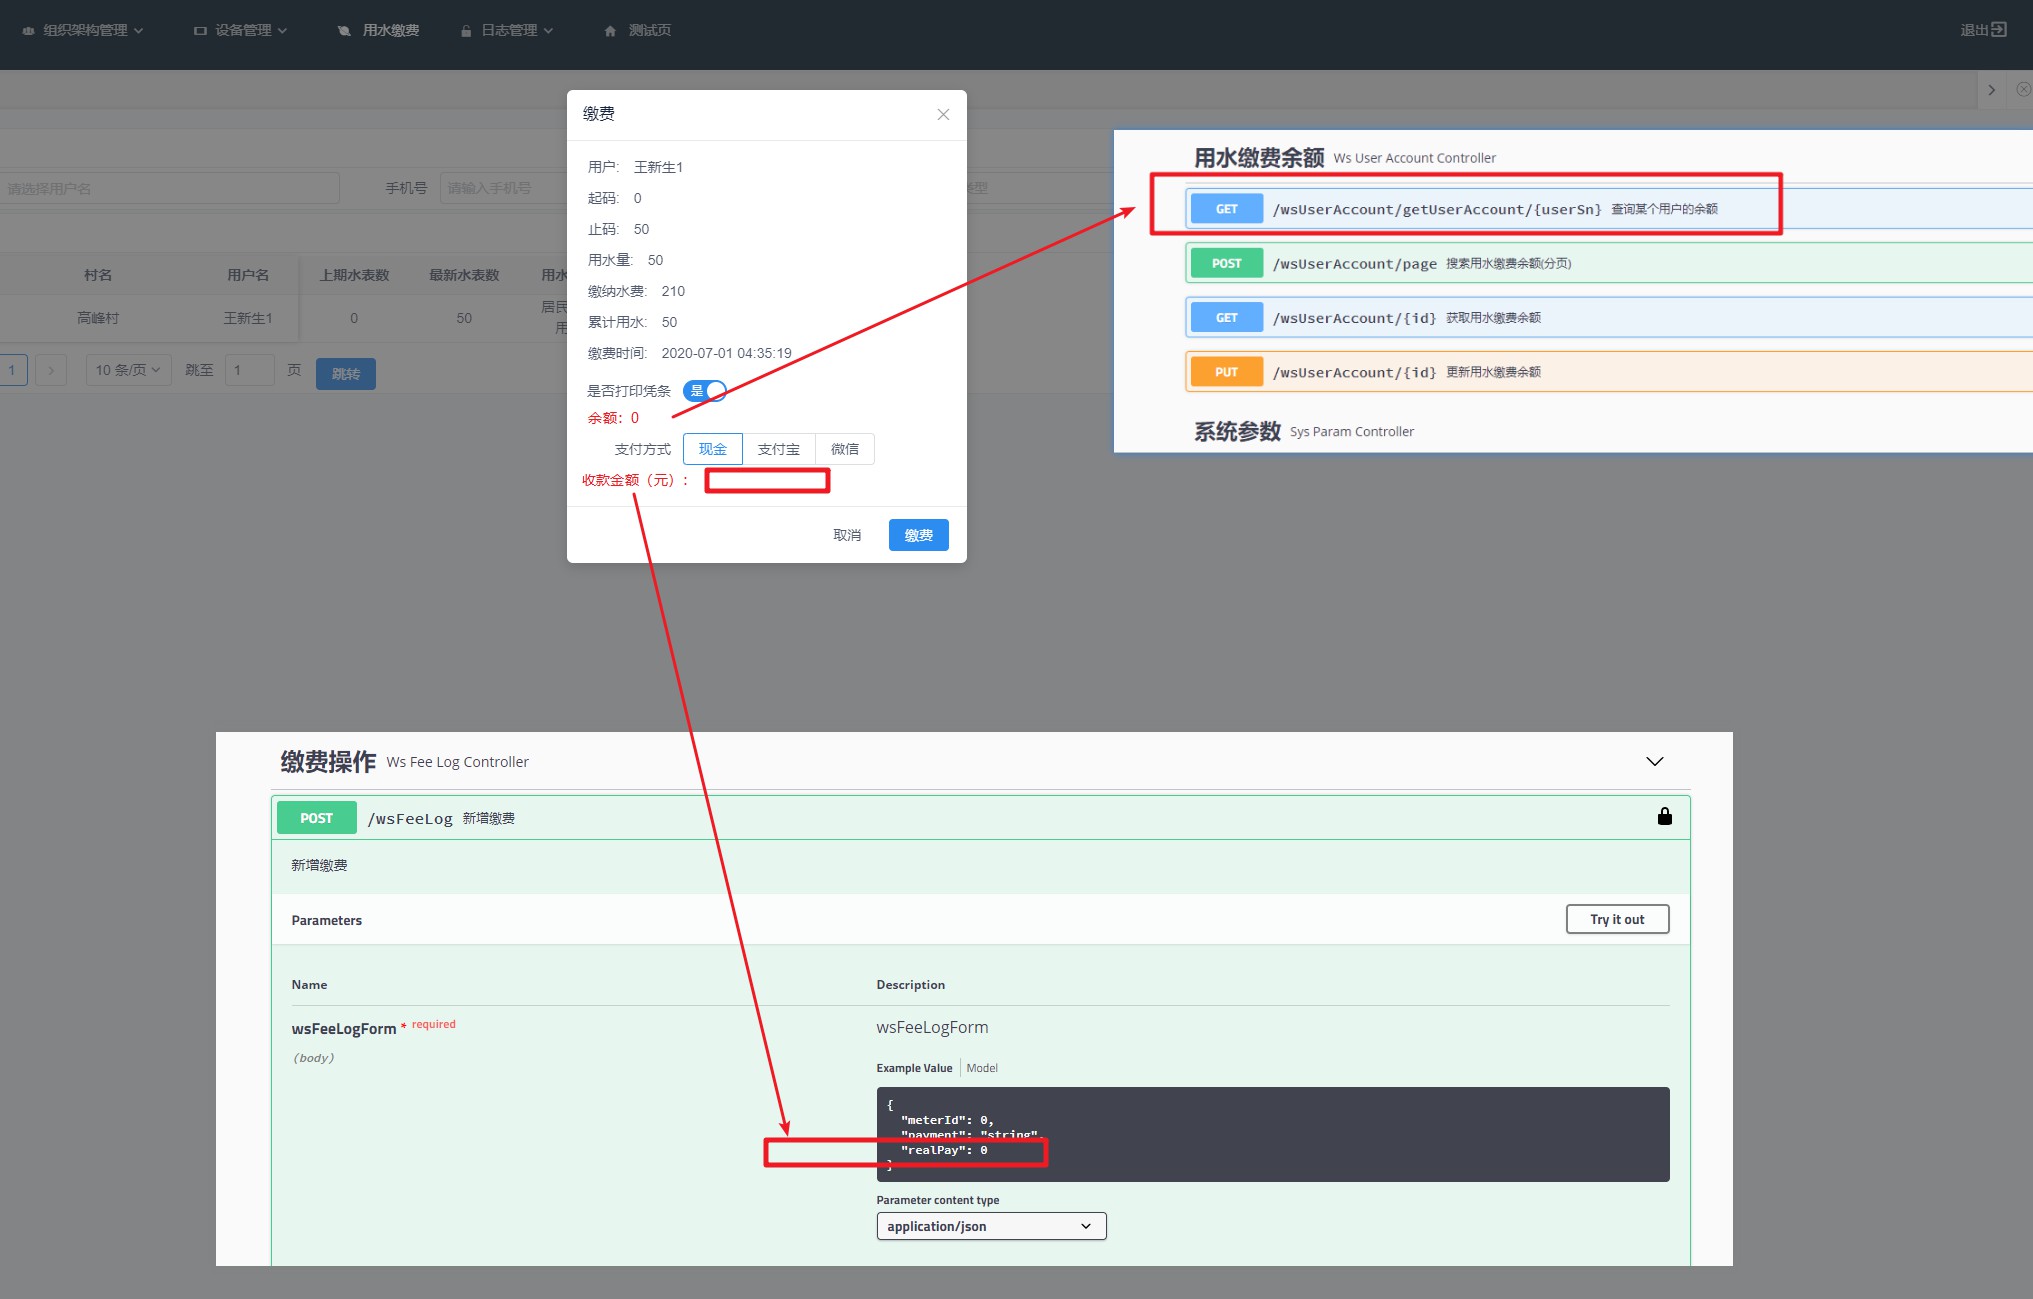 组织架构管理 设备管理 用水缴费 日志管理 测试页 退出
请选择用户名 手机号 请输入手机号 类型
村名 用户名 上期水表数 最新水表数 用水
高峰村 王新生1 0 50 居民
用
1 10 条/页 跳至 1 页 跳转
缴费
用户: 王新生1
起码: 0
止码: 50
用水量: 50
缴纳水费: 210
累计用水: 50
缴费时间: 2020-07-01 04:35:19
是否打印凭条 是
余额：0
支付方式 现金 支付宝 微信
收款金额（元）：
取消 缴费
用水缴费余额 Ws User Account Controller
GET /wsUserAccount/getUserAccount/{userSn} 查询某个用户的余额
POST /wsUserAccount/page 搜索用水缴费余额(分页)
GET /wsUserAccount/{id} 获取用水缴费余额
PUT /wsUserAccount/{id} 更新用水缴费余额
系统参数 Sys Param Controller
缴费操作 Ws Fee Log Controller
POST /wsFeeLog 新增缴费
新增缴费
Parameters Try it out
Name Description
wsFeeLogForm * required
(body)
wsFeeLogForm
Example Value Model
{
"meterId": 0,
"payment": "string",
"realPay": 0
}
Parameter content type
application/json